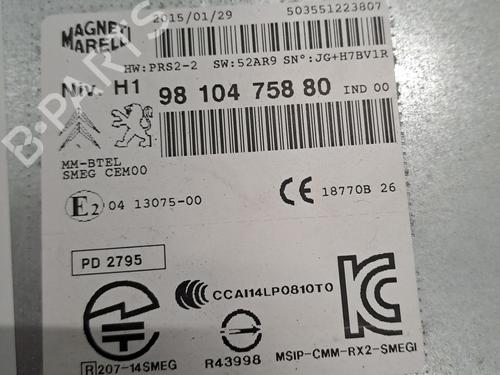 MAGNETI MARELLI
2015/01/29 503551223807
HW:PRS2-2 SW:52AR9 SN°:JG+H7BV1R
Niv. H1 98 104 758 80 IND 00
MM-BTEL
SMEG CEM00
E2 04 13075-00
CE 18770B 26
PD 2795
CCAI14LP0810T0
R 207-14SMEG
R43998
MSIP-CMM-RX2-SMEGI
B-PARTS